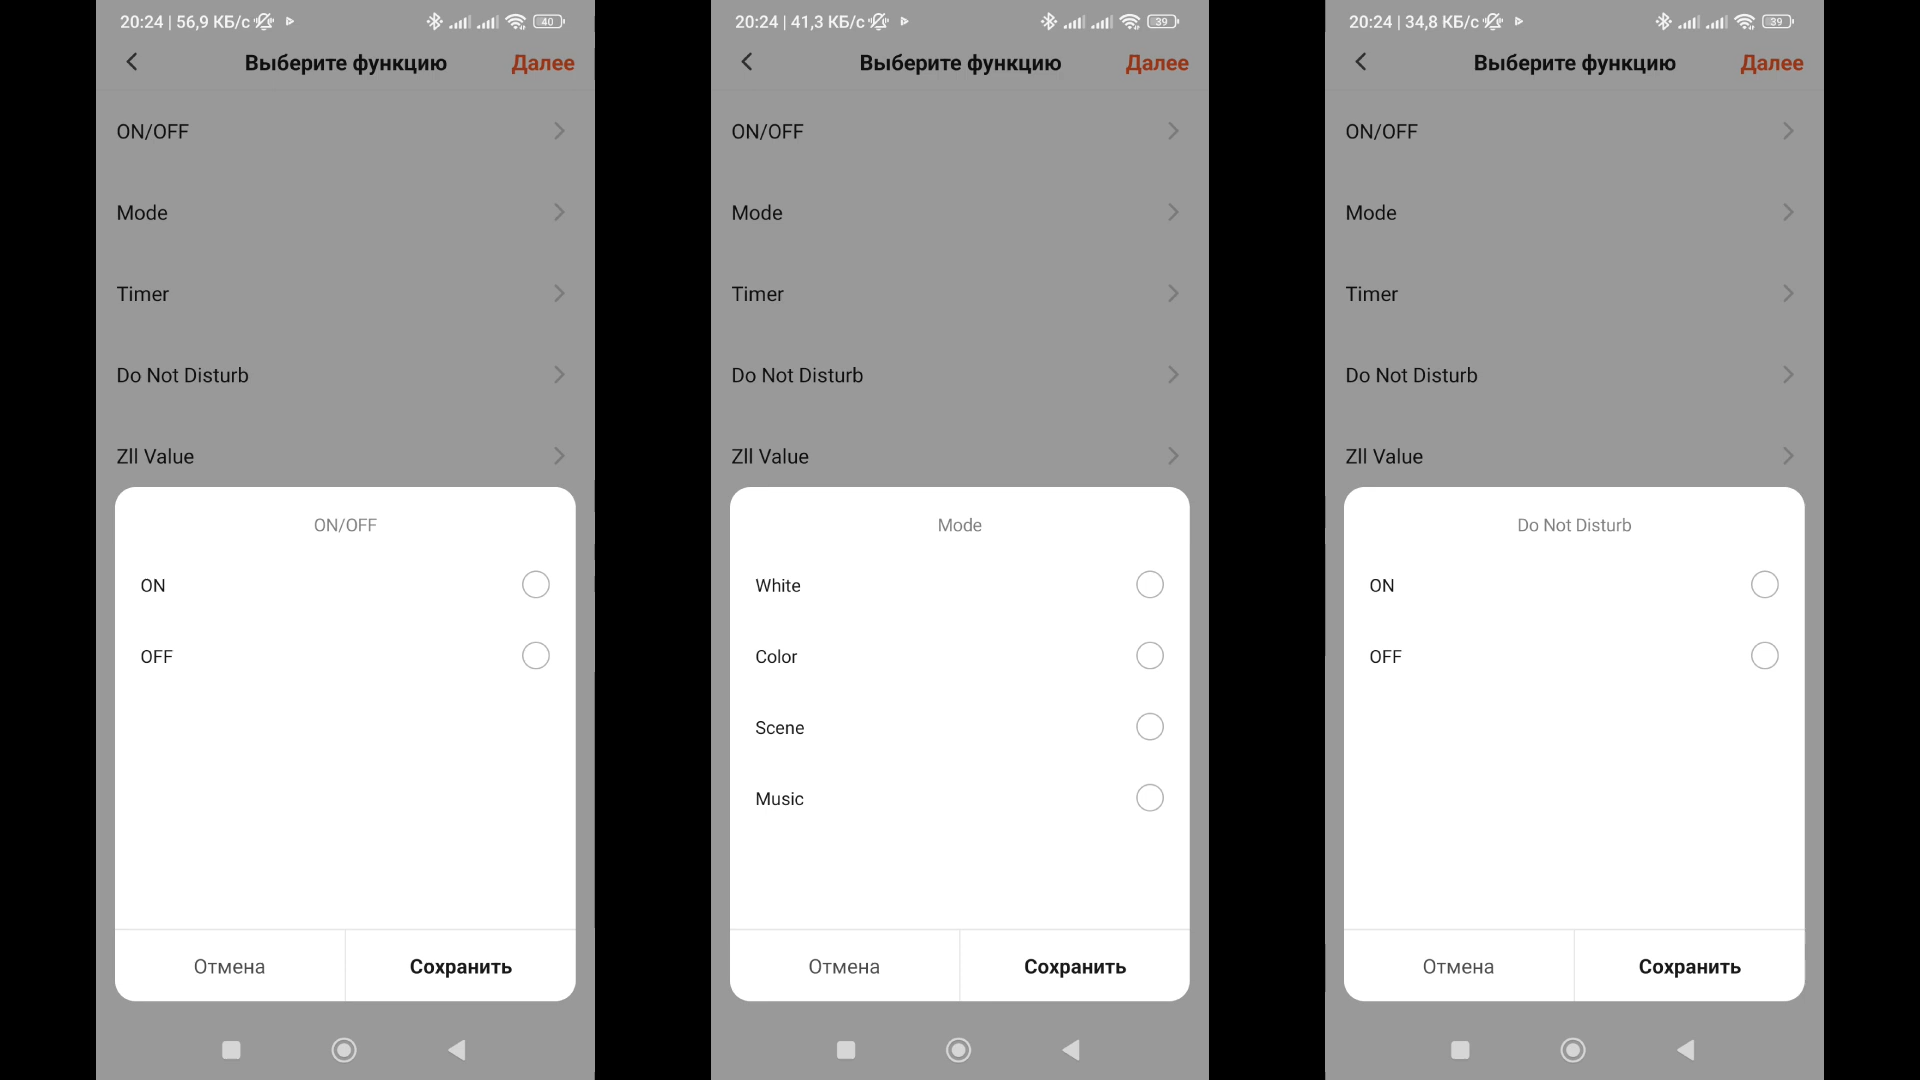 20:24 | 56,9 КБ/с
40
Выберите функцию
Далее
ON/OFF
Mode
Timer
Do Not Disturb
Zll Value
ON/OFF
ON
OFF
Отмена
Сохранить
20:24 | 41,3 КБ/с
39
Выберите функцию
Далее
ON/OFF
Mode
Timer
Do Not Disturb
Zll Value
Mode
White
Color
Scene
Music
Отмена
Сохранить
20:24 | 34,8 КБ/с
39
Выберите функцию
Далее
ON/OFF
Mode
Timer
Do Not Disturb
Zll Value
Do Not Disturb
ON
OFF
Отмена
Сохранить